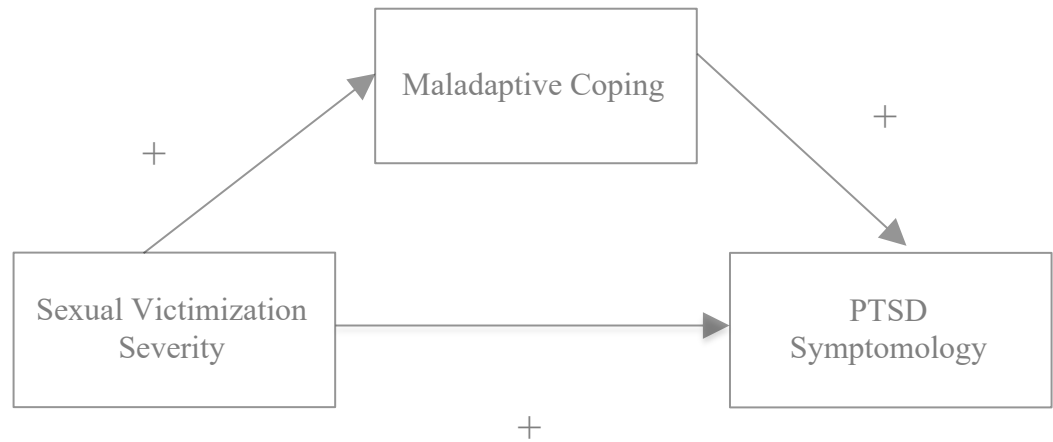 Maladaptive Coping
+
+
Sexual Victimization
Severity
PTSD
Symptomology
+